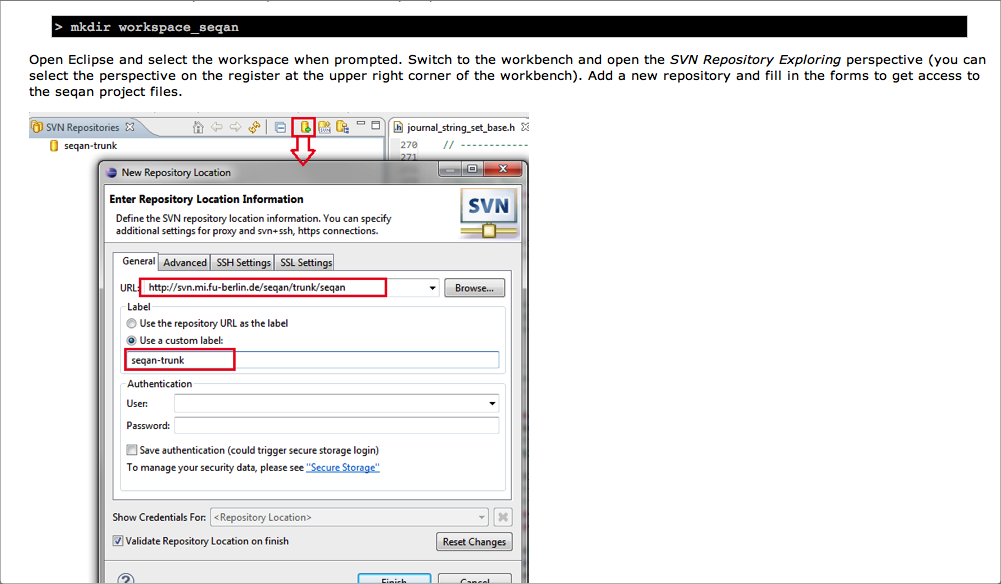 > mkdir workspace_seqan
Open Eclipse and select the workspace when prompted. Switch to the workbench and open the SVN Repository Exploring perspective (you can
select the perspective on the register at the upper right corner of the workbench). Add a new repository and fill in the forms to get access to
the seqan project files.
SVN Repositories
journal_string_set_base.h
seqan-trunk
270 // ------------
271
New Repository Location
Enter Repository Location Information
Define the SVN repository location information. You can specify
additional settings for proxy and svn+ssh, https connections.
SVN
General Advanced SSH Settings SSL Settings
URL: http://svn.mi.fu-berlin.de/seqan/trunk/seqan Browse...
Label
Use the repository URL as the label
Use a custom label:
seqan-trunk
Authentication
User:
Password:
Save authentication (could trigger secure storage login)
To manage your security data, please see "Secure Storage"
Show Credentials For: <Repository Location>
Validate Repository Location on finish Reset Changes
? Finish Cancel